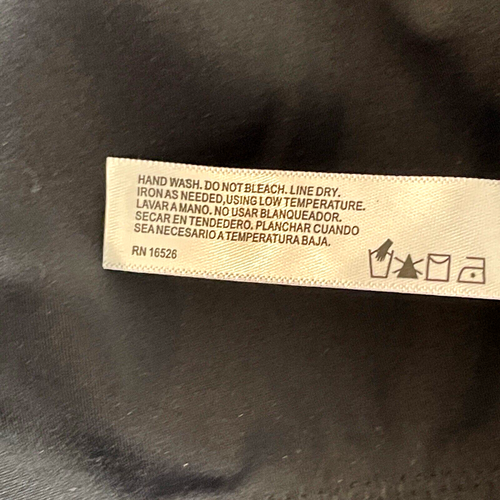 HAND WASH. DO NOT BLEACH. LINE DRY.
IRON AS NEEDED, USING LOW TEMPERATURE.
LAVAR A MANO. NO USAR BLANQUEADOR.
SECAR EN TENDEDERO. PLANCHAR CUANDO
SEA NECESARIO A TEMPERATURA BAJA.
RN 16526